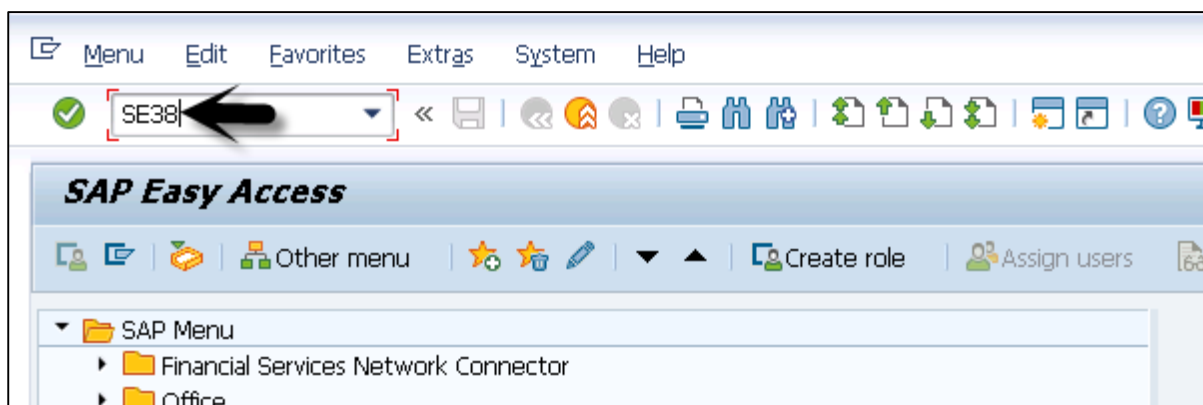 Menu Edit Favorites Extras System Help
SE38
SAP Easy Access
Other menu Create role Assign users
SAP Menu
Financial Services Network Connector
Office